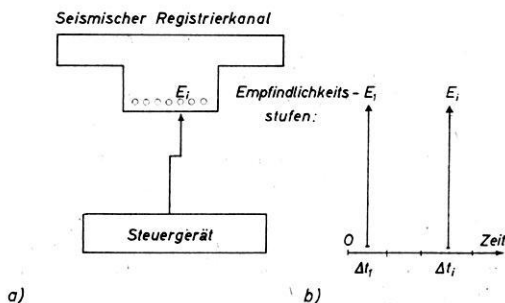 Seismischer Registrierkanal
Eᵢ
Steuergerät
a)
Empfindlichkeits- E₁ Eᵢ
stufen:
0 Zeit
Δt₁ Δtᵢ
b)